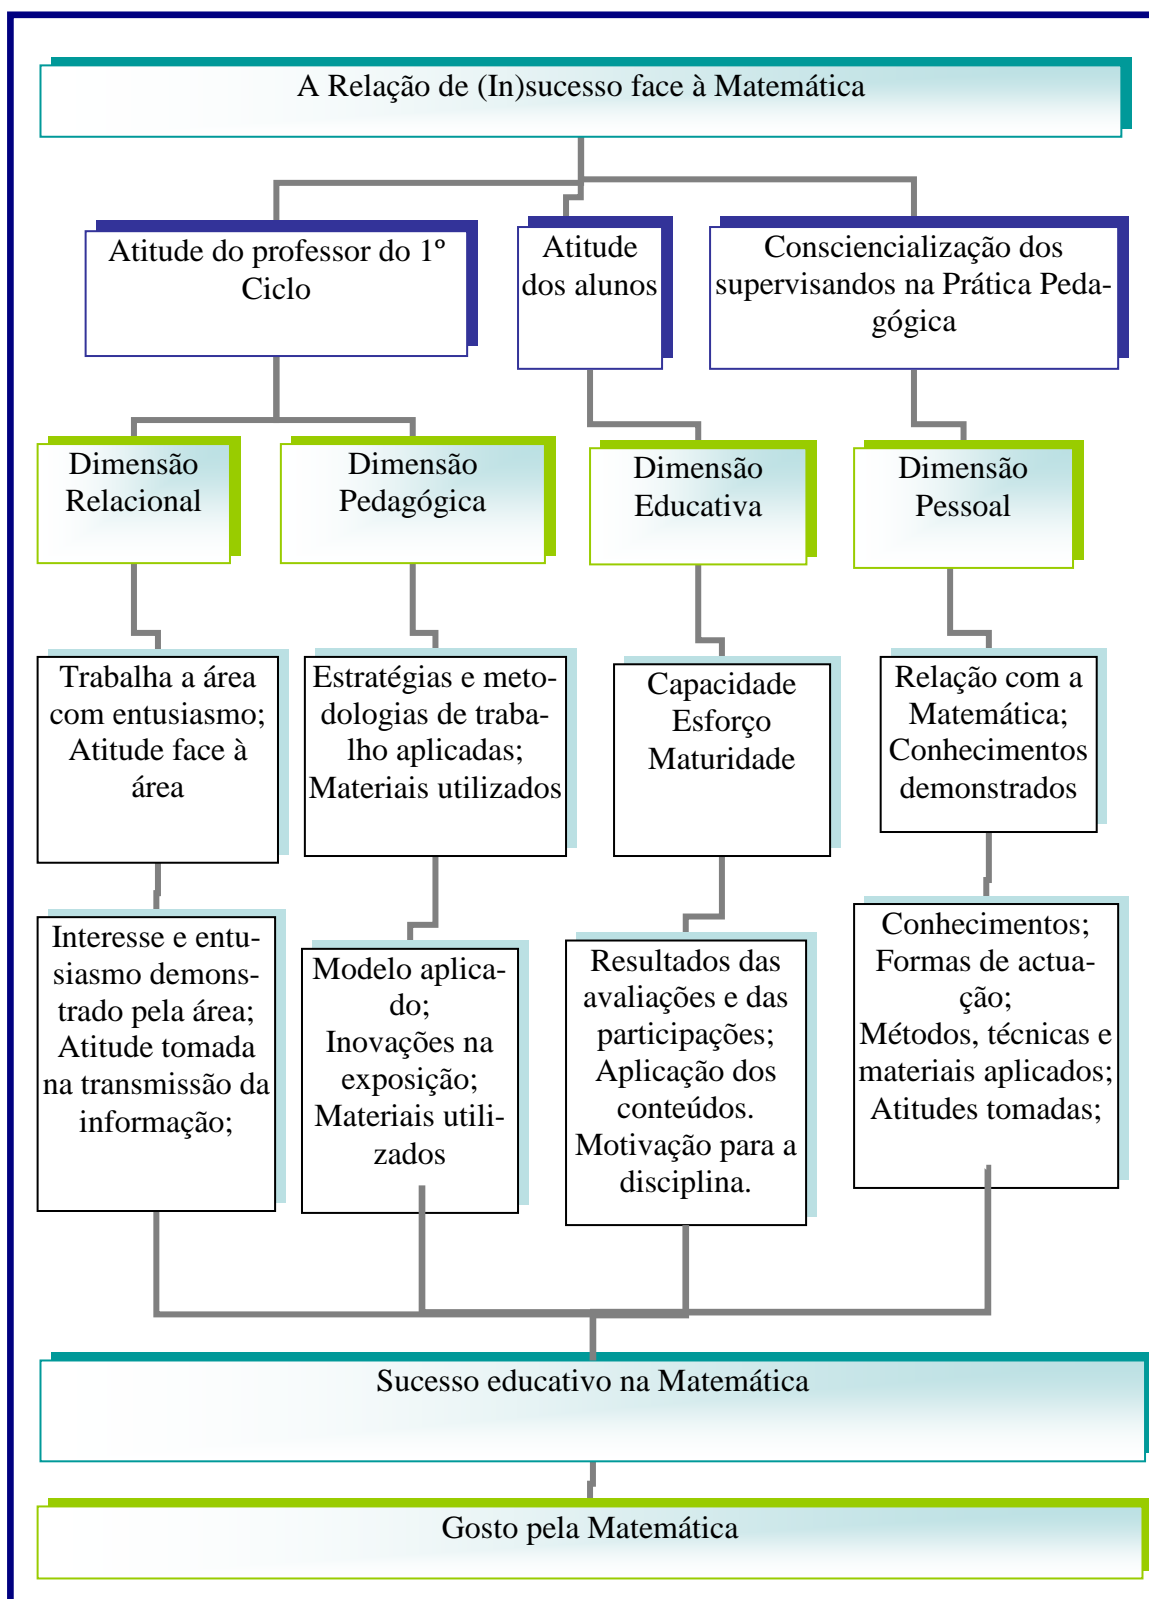 A Relação de (In)sucesso face à Matemática
Atitude do professor do 1º
Ciclo
Atitude
dos alunos
Consciencialização dos
supervisandos na Prática Peda-
gógica
Dimensão
Relacional
Dimensão
Pedagógica
Dimensão
Educativa
Dimensão
Pessoal
Trabalha a área
com entusiasmo;
Atitude face à
área
Estratégias e meto-
dologias de traba-
lho aplicadas;
Materiais utilizados
Capacidade
Esforço
Maturidade
Relação com a
Matemática;
Conhecimentos
demonstrados
Interesse e entu-
siasmo demons-
trado pela área;
Atitude tomada
na transmissão da
informação;
Modelo aplica-
do;
Inovações na
exposição;
Materiais utili-
zados
Resultados das
avaliações e das
participações;
Aplicação dos
conteúdos.
Motivação para a
disciplina.
Conhecimentos;
Formas de actua-
ção;
Métodos, técnicas e
materiais aplicados;
Atitudes tomadas;
Sucesso educativo na Matemática
Gosto pela Matemática